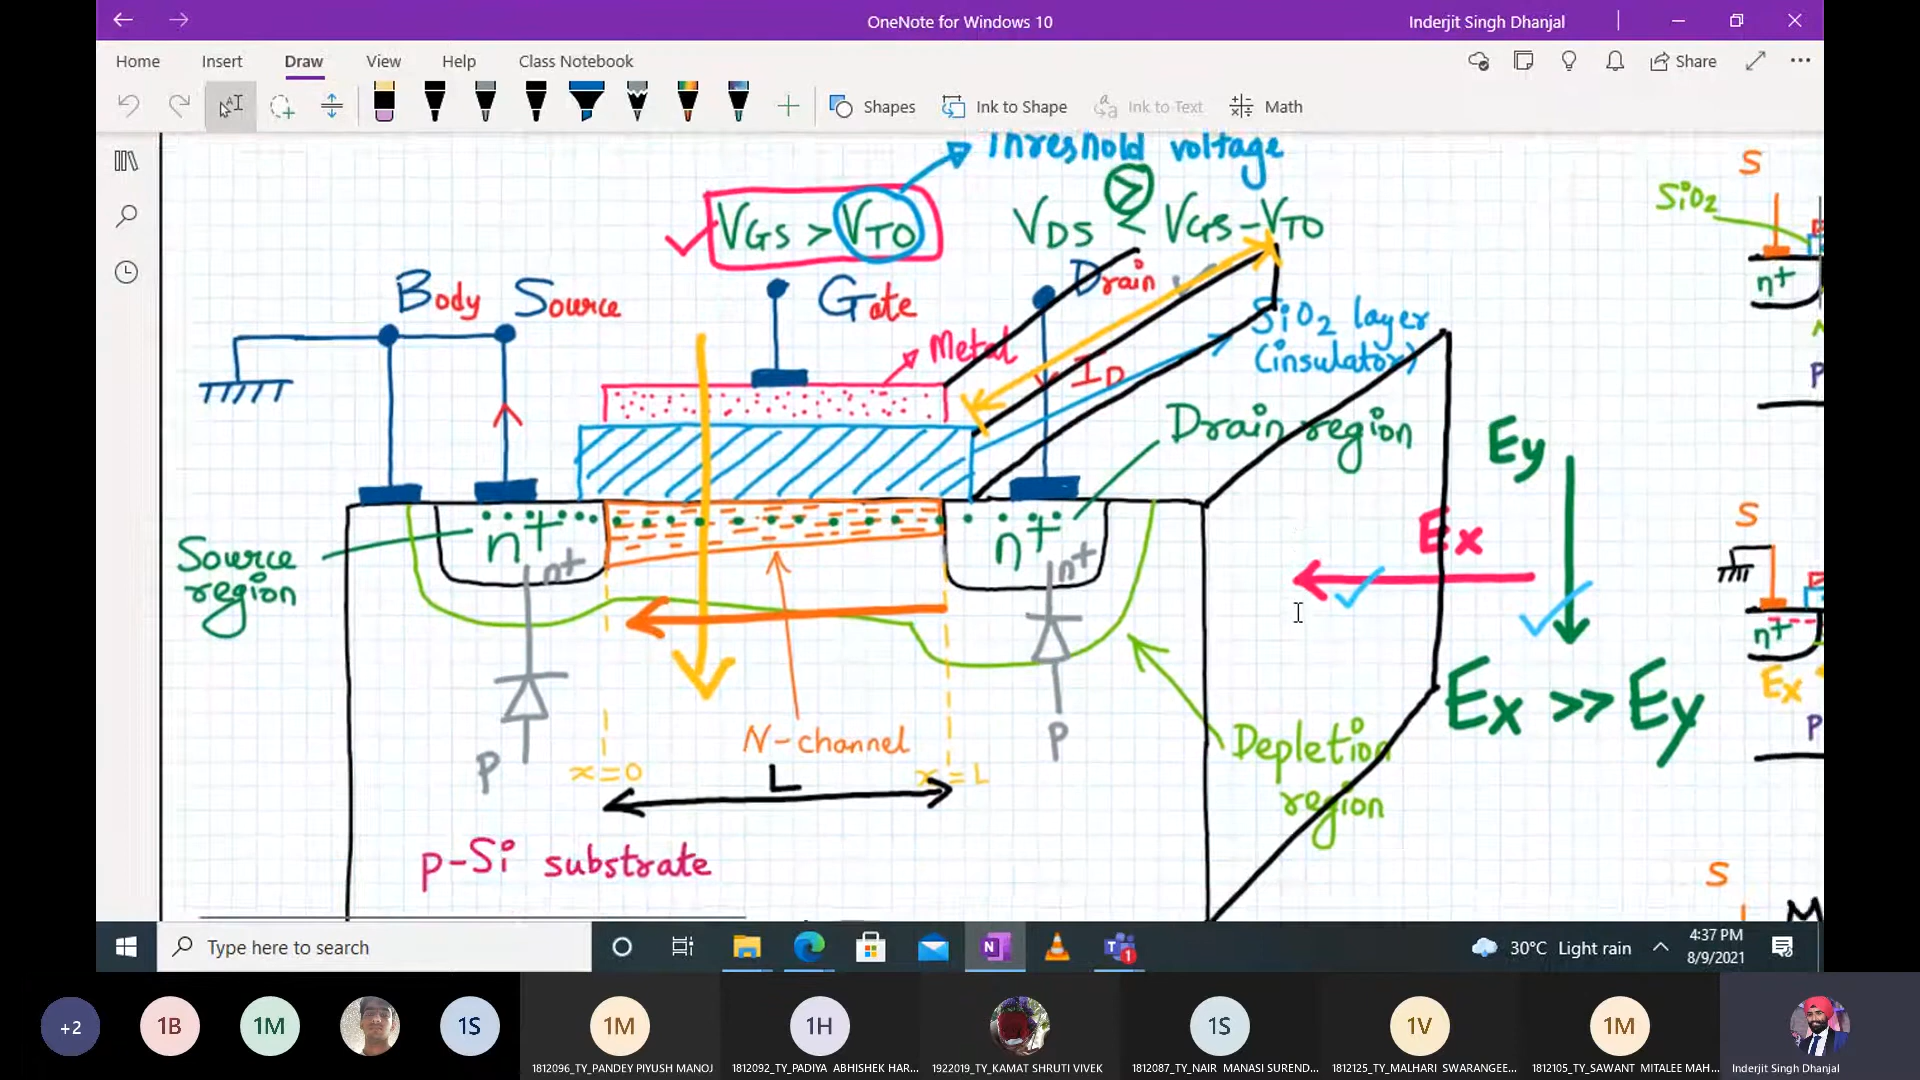 OneNote for Windows 10
Inderjit Singh Dhanjal
Home Insert Draw View Help Class Notebook
Share
Shapes Ink to Shape Ink to Text Math
Threshold voltage
VGS > VTO
VDS > < VGS-VTO
Body Source
Gate
Drain
Metal
ID
SiO2 layer
(insulator)
Drain region
Source
region
n+
n+
n+
n+
Ex
Ey
Ex >> Ey
N-channel
P
P
x=0
x=L
L
Depletion
region
p-Si substrate
S
SiO2
n+
P
S
n+
Ex
P
S
M
Type here to search
30°C Light rain
4:37 PM
8/9/2021
+2
1B
1M
1S
1M
1H
1S
1V
1M
1812096_TY_PANDEY PIYUSH MANOJ
1812092_TY_PADIYA ABHISHEK HAR...
1922019_TY_KAMAT SHRUTI VIVEK
1812087_TY_NAIR MANASI SUREND...
1812125_TY_MALHARI SWARANGEE...
1812105_TY_SAWANT MITALEE MAH...
Inderjit Singh Dhanjal